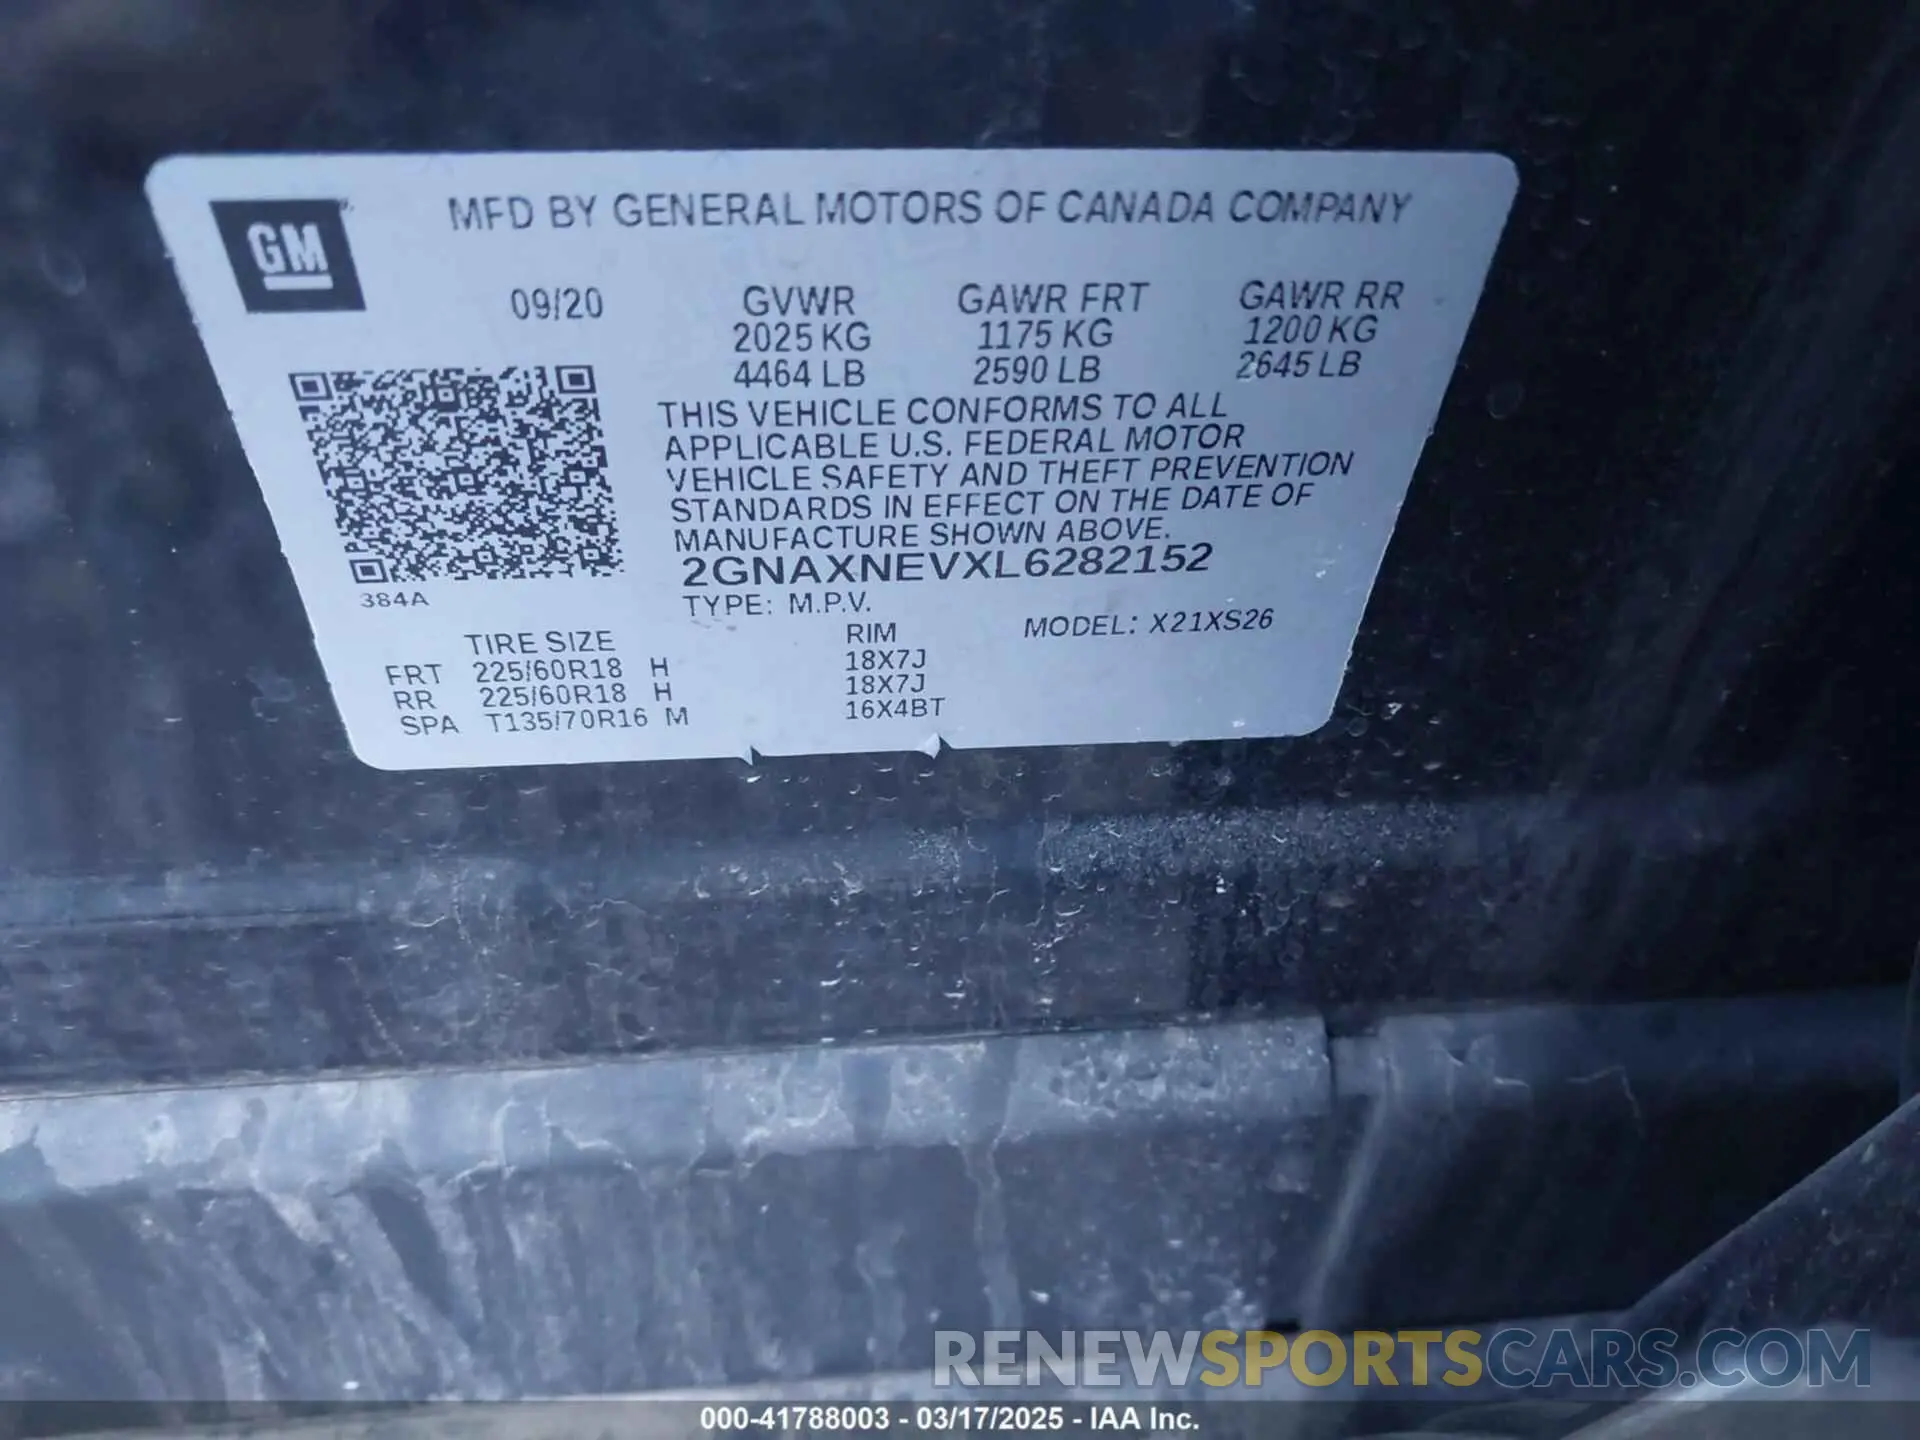 GM
MFD BY GENERAL MOTORS OF CANADA COMPANY
09/20 GVWR GAWR FRT GAWR RR
2025 KG 1175 KG 1200 KG
4464 LB 2590 LB 2645 LB
THIS VEHICLE CONFORMS TO ALL
APPLICABLE U.S. FEDERAL MOTOR
VEHICLE SAFETY AND THEFT PREVENTION
STANDARDS IN EFFECT ON THE DATE OF
MANUFACTURE SHOWN ABOVE.
2GNAXNEVXL6282152
384A TYPE: M.P.V.
TIRE SIZE RIM MODEL: X21XS26
FRT 225/60R18 H 18X7J
RR 225/60R18 H 18X7J
SPA T135/70R16 M 16X4BT
RENEWSPORTSCARS.COM
000-41788003 - 03/17/2025 - IAA Inc.